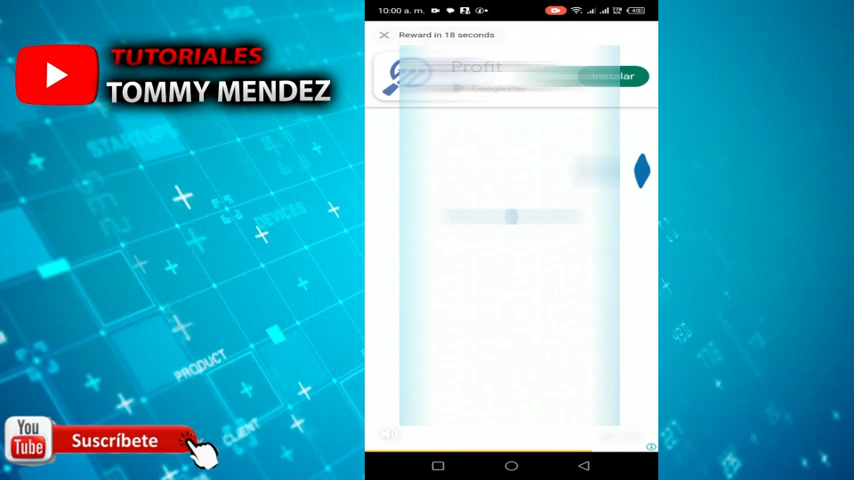 TUTORIALES
TOMMY MENDEZ
10:00 a. m.
Reward in 18 seconds
Profit
Google Play
Instalar
STARTUPS
DEVICES
PRODUCT
CLIENT
You
Tube
Suscríbete